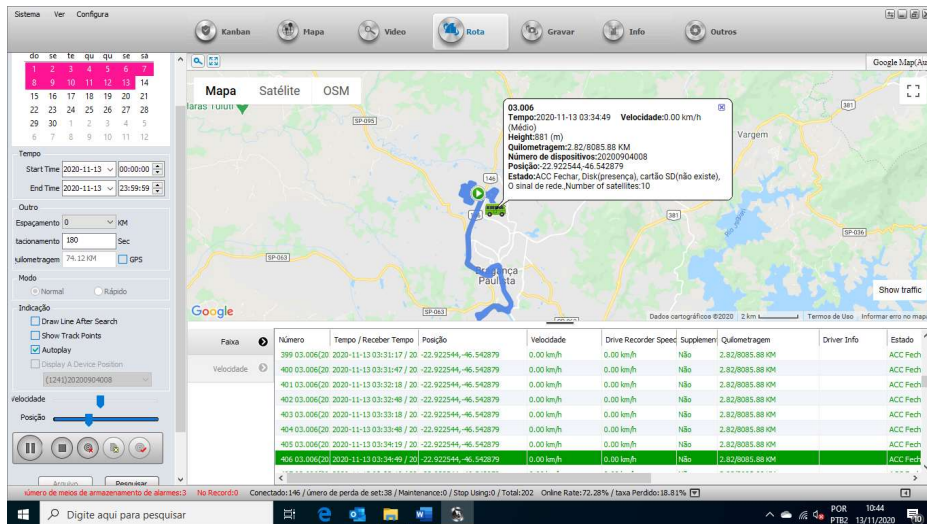 Sistema Ver Configura
Kanban Mapa Video Rota Gravar Info Outros
Google Map(Au
do se te qu qu se sa
1 2 3 4 5 6 7
8 9 10 11 12 13 14
15 16 17 18 19 20 21
22 23 24 25 26 27 28
29 30 1 2 3 4 5
6 7 8 9 10 11 12
Tempo
Start Time 2020-11-13 00:00:00
End Time 2020-11-13 23:59:59
Outro
Espaçamento 0 KM
tacionamento 180 Sec
uilometragem 74.12 KM GPS
Modo
Normal Rápido
Indicação
Draw Line After Search
Show Track Points
Autoplay
Display A Device Position
(1241)20200904008
Velocidade
Posição
Arquivo Pesquisar
Mapa Satélite OSM
aras Tuiuti
SP-095
146
381
Vargem
03.006
Tempo:2020-11-13 03:34:49 Velocidade:0.00 km/h
(Médio)
Height:881 (m)
Quilometragem:2.82/8085.88 KM
Número de dispositivos:20200904008
Posição:-22.922544,-46.542879
Estado:ACC Fechar, Disk(presença), cartão SD(não existe),
O sinal de rede,Number of satellites:10
381
SP-036
SP-063
Bragança
Paulista
SP-063
Show traffic
Google
Dados cartográficos ©2020 2 km Termos de Uso Informar erro no mapa
Faixa
Velocidade
Número Tempo / Receber Tempo Posição Velocidade Drive Recorder Speed Supplemen Quilometragem Driver Info Estado
399 03.006(20 2020-11-13 03:31:17 / 20 -22.922544,-46.542879 0.00 km/h 0.00 km/h Não 2.82/8085.88 KM ACC Fech
400 03.006(20 2020-11-13 03:31:47 / 20 -22.922544,-46.542879 0.00 km/h 0.00 km/h Não 2.82/8085.88 KM ACC Fech
401 03.006(20 2020-11-13 03:32:18 / 20 -22.922544,-46.542879 0.00 km/h 0.00 km/h Não 2.82/8085.88 KM ACC Fech
402 03.006(20 2020-11-13 03:32:48 / 20 -22.922544,-46.542879 0.00 km/h 0.00 km/h Não 2.82/8085.88 KM ACC Fech
403 03.006(20 2020-11-13 03:33:18 / 20 -22.922544,-46.542879 0.00 km/h 0.00 km/h Não 2.82/8085.88 KM ACC Fech
404 03.006(20 2020-11-13 03:33:48 / 20 -22.922544,-46.542879 0.00 km/h 0.00 km/h Não 2.82/8085.88 KM ACC Fech
405 03.006(20 2020-11-13 03:34:19 / 20 -22.922544,-46.542879 0.00 km/h 0.00 km/h Não 2.82/8085.88 KM ACC Fech
406 03.006(20 2020-11-13 03:34:49 / 20 -22.922544,-46.542879 0.00 km/h 0.00 km/h Não 2.82/8085.88 KM ACC Fech
úmero de meios de armazenamento de alarmes:3 No Record:0 Conectado:146 / úmero de perda de set:38 / Maintenance:0 / Stop Using:0 / Total:202 Online Rate:72.28% / taxa Perdido:18.81%
Digite aqui para pesquisar
POR 10:44
PTB2 13/11/2020